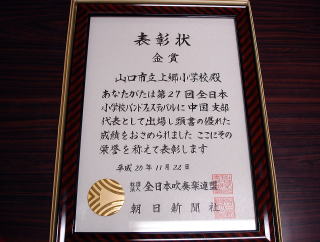 表彰状
金賞
山口市立上郷小学校殿
あなたがたは第27回全日本
小学校バンドフェスティバルに中国支部
代表として出場し頭書の優れた
成績をおさめられました ここにその
栄誉を称えて表彰します
平成20年11月22日
社団法人 全日本吹奏楽連盟
朝日新聞社